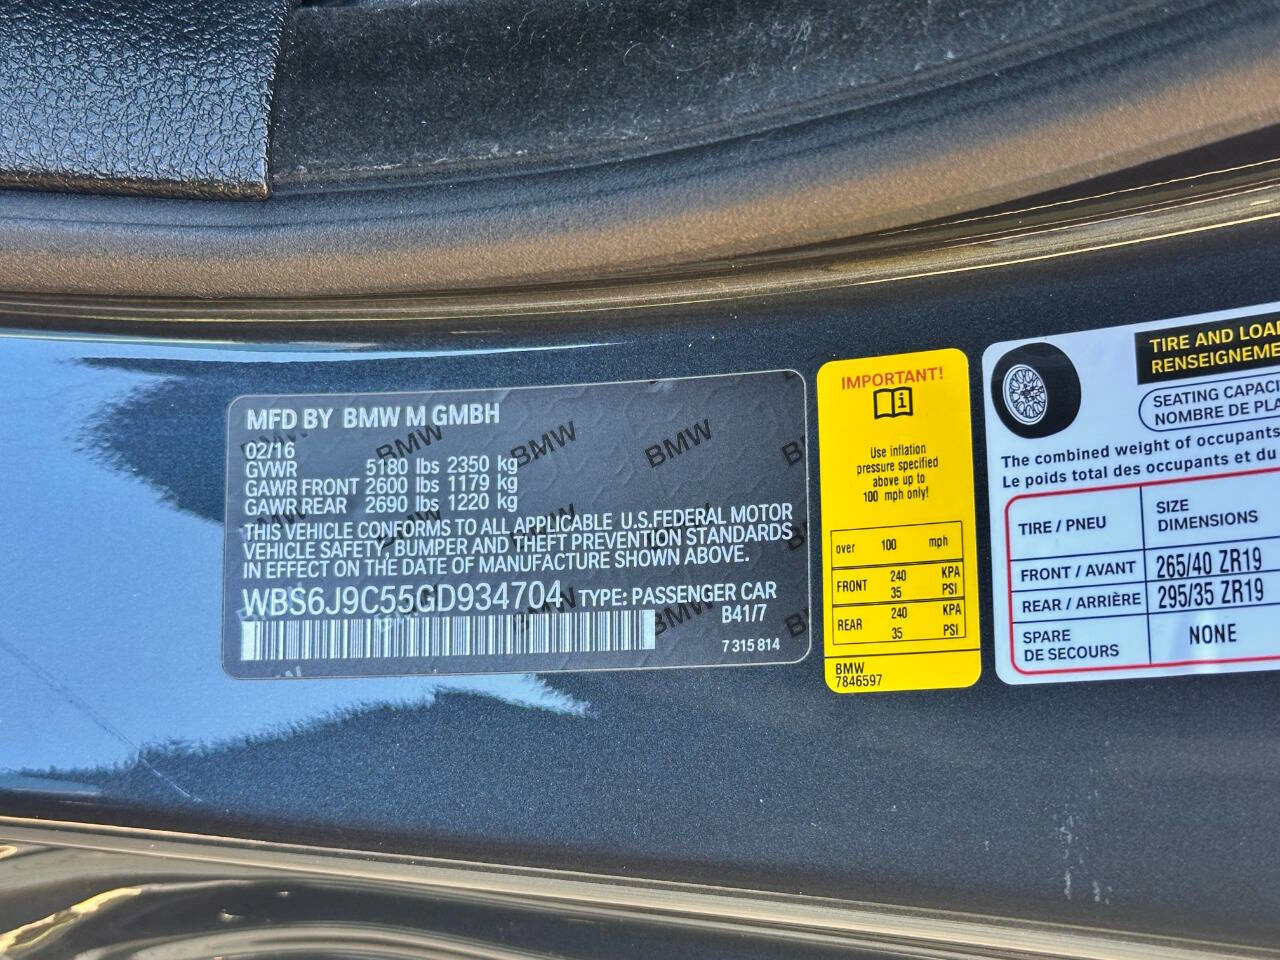 MFD BY BMW M GMBH
02/16
GVWR 5180 lbs 2350 kg
GAWR FRONT 2600 lbs 1179 kg
GAWR REAR 2690 lbs 1220 kg
THIS VEHICLE CONFORMS TO ALL APPLICABLE U.S.FEDERAL MOTOR
VEHICLE SAFETY, BUMPER AND THEFT PREVENTION STANDARDS
IN EFFECT ON THE DATE OF MANUFACTURE SHOWN ABOVE.
WBS6J9C55GD934704 TYPE: PASSENGER CAR
B41/7
7 315 814
BMW
BMW
BMW
IMPORTANT!
Use inflation
pressure specified
above up to
100 mph only!
over 100 mph
FRONT 240 KPA
35 PSI
REAR 240 KPA
35 PSI
BMW
7846597
TIRE AND LOA
RENSEIGNEME
SEATING CAPACI
NOMBRE DE PLA
The combined weight of occupants
Le poids total des occupants et du
TIRE / PNEU SIZE
DIMENSIONS
FRONT / AVANT 265/40 ZR19
REAR / ARRIÈRE 295/35 ZR19
SPARE
DE SECOURS NONE